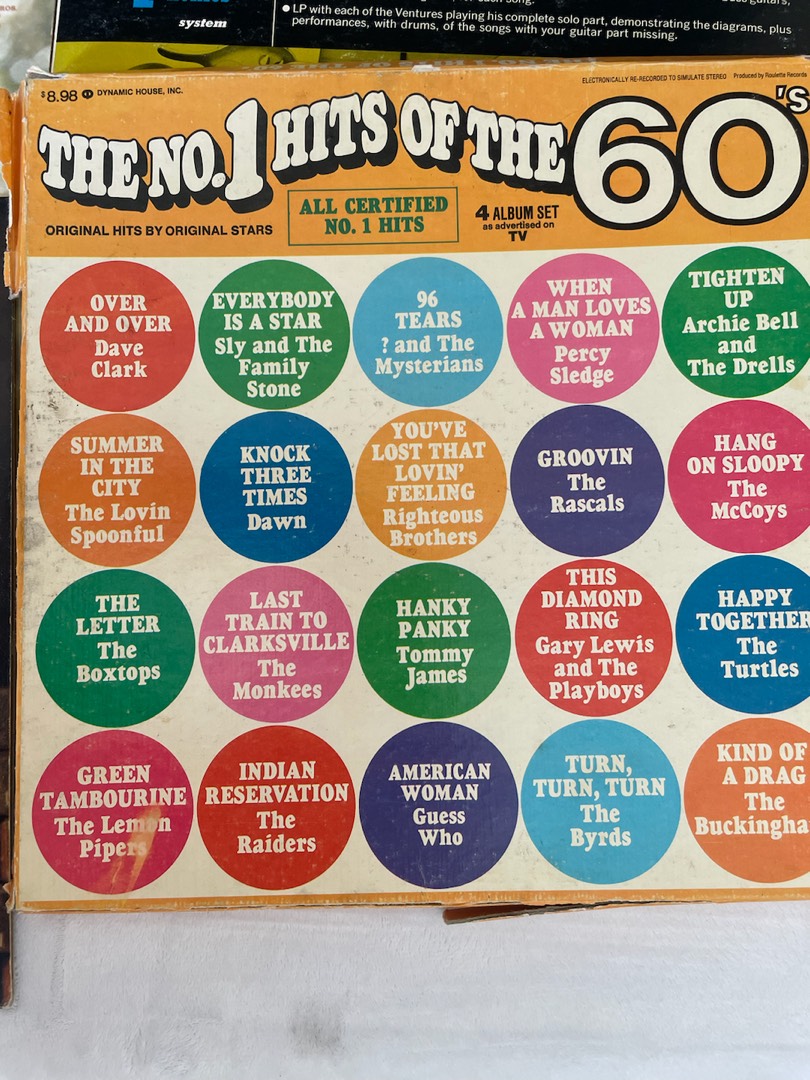 system
● LP with each of the Ventures playing his complete solo part, demonstrating the diagrams, plus
performances, with drums, of the songs with your guitar part missing.
$8.98 DYNAMIC HOUSE, INC.
ELECTRONICALLY RE-RECORDED TO SIMULATE STEREO Produced by Roulette Records
THE NO.1 HITS OF THE 60's
ORIGINAL HITS BY ORIGINAL STARS
ALL CERTIFIED
NO. 1 HITS
4 ALBUM SET
as advertised on
TV
OVER
AND OVER
Dave
Clark
EVERYBODY
IS A STAR
Sly and The
Family
Stone
96
TEARS
? and The
Mysterians
WHEN
A MAN LOVES
A WOMAN
Percy
Sledge
TIGHTEN
UP
Archie Bell
and
The Drells
SUMMER
IN THE
CITY
The Lovin
Spoonful
KNOCK
THREE
TIMES
Dawn
YOU'VE
LOST THAT
LOVIN'
FEELING
Righteous
Brothers
GROOVIN
The
Rascals
HANG
ON SLOOPY
The
McCoys
THE
LETTER
The
Boxtops
LAST
TRAIN TO
CLARKSVILLE
The
Monkees
HANKY
PANKY
Tommy
James
THIS
DIAMOND
RING
Gary Lewis
and The
Playboys
HAPPY
TOGETHER
The
Turtles
GREEN
TAMBOURINE
The Lemon
Pipers
INDIAN
RESERVATION
The
Raiders
AMERICAN
WOMAN
Guess
Who
TURN,
TURN, TURN
The
Byrds
KIND OF
A DRAG
The
Buckingha